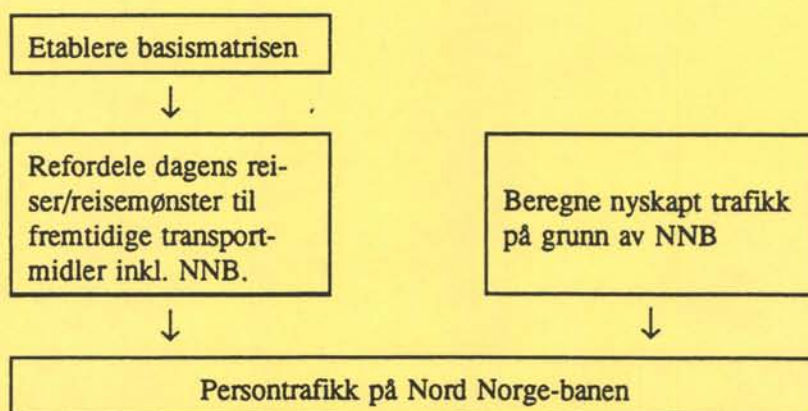 Etablere basismatrisen
Refordele dagens rei-
ser/reisemønster til
fremtidige transport-
midler inkl. NNB.
Beregne nyskapt trafikk
på grunn av NNB
Persontrafikk på Nord Norge-banen